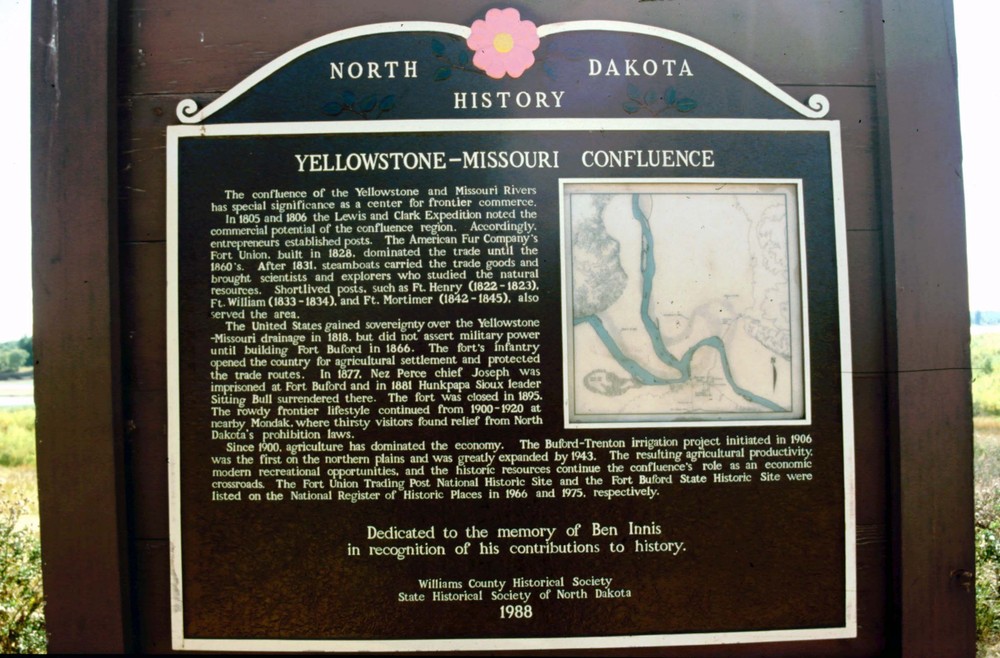 NORTH DAKOTA
HISTORY
YELLOWSTONE-MISSOURI CONFLUENCE
The confluence of the Yellowstone and Missouri Rivers
has special significance as a center for frontier commerce.
In 1805 and 1806 the Lewis and Clark Expedition noted the
commercial potential of the confluence region. Accordingly,
entrepreneurs established posts. The American Fur Company's
Fort Union, built in 1828, dominated the trade until the
1860's. After 1831, steamboats carried the trade goods and
brought scientists and explorers who studied the natural
resources. Shortlived posts, such as Ft. Henry (1822-1823),
Ft. William (1833-1834), and Ft. Mortimer (1842-1845), also
served the area.
The United States gained sovereignty over the Yellowstone
-Missouri drainage in 1818, but did not assert military power
until building Fort Buford in 1866. The fort's infantry
opened the country for agricultural settlement and protected
the trade routes. In 1877, Nez Perce chief Joseph was
imprisoned at Fort Buford and in 1881 Hunkpapa Sioux leader
Sitting Bull surrendered there. The fort was closed in 1895.
The rowdy frontier lifestyle continued from 1900-1920 at
nearby Mondak, where thirsty visitors found relief from North
Dakota's prohibition laws.
Since 1900, agriculture has dominated the economy. The Buford-Trenton irrigation project initiated in 1906
was the first on the northern plains and was greatly expanded by 1943. The resulting agricultural productivity,
modern recreational opportunities, and the historic resources continue the confluence's role as an economic
crossroads. The Fort Union Trading Post National Historic Site and the Fort Buford State Historic Site were
listed on the National Register of Historic Places in 1966 and 1975, respectively.
Dedicated to the memory of Ben Innis
in recognition of his contributions to history.
Williams County Historical Society
State Historical Society of North Dakota
1988